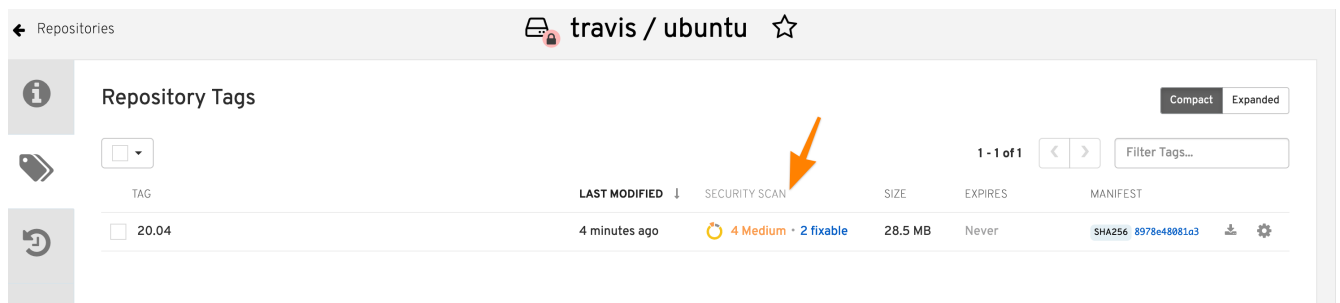 Repositories
travis / ubuntu
Repository Tags
Compact Expanded
1 - 1 of 1 Filter Tags...
TAG LAST MODIFIED ↓ SECURITY SCAN SIZE EXPIRES MANIFEST
20.04 4 minutes ago 4 Medium · 2 fixable 28.5 MB Never SHA256 8978e48081a3